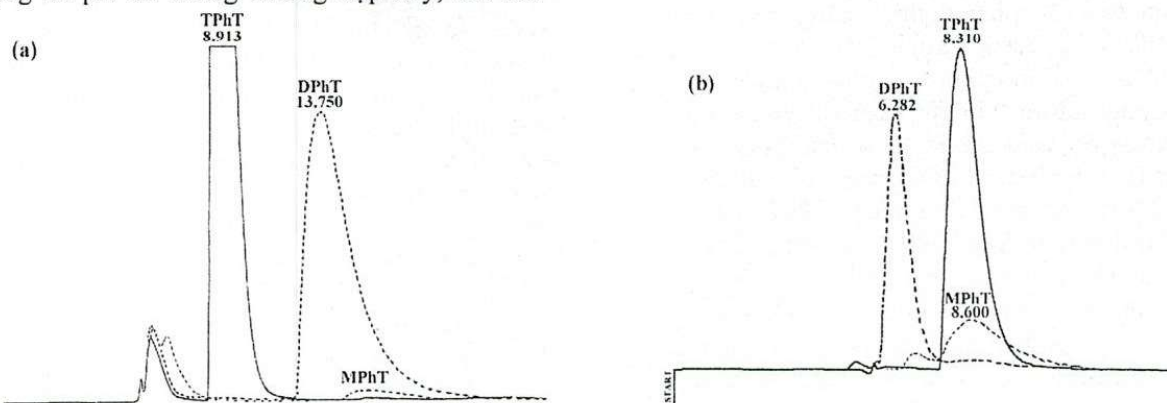 (a)
TPhT
8.913
DPhT
13.750
MPhT
(b)
DPhT
6.282
TPhT
8.310
MPhT
8.600
START